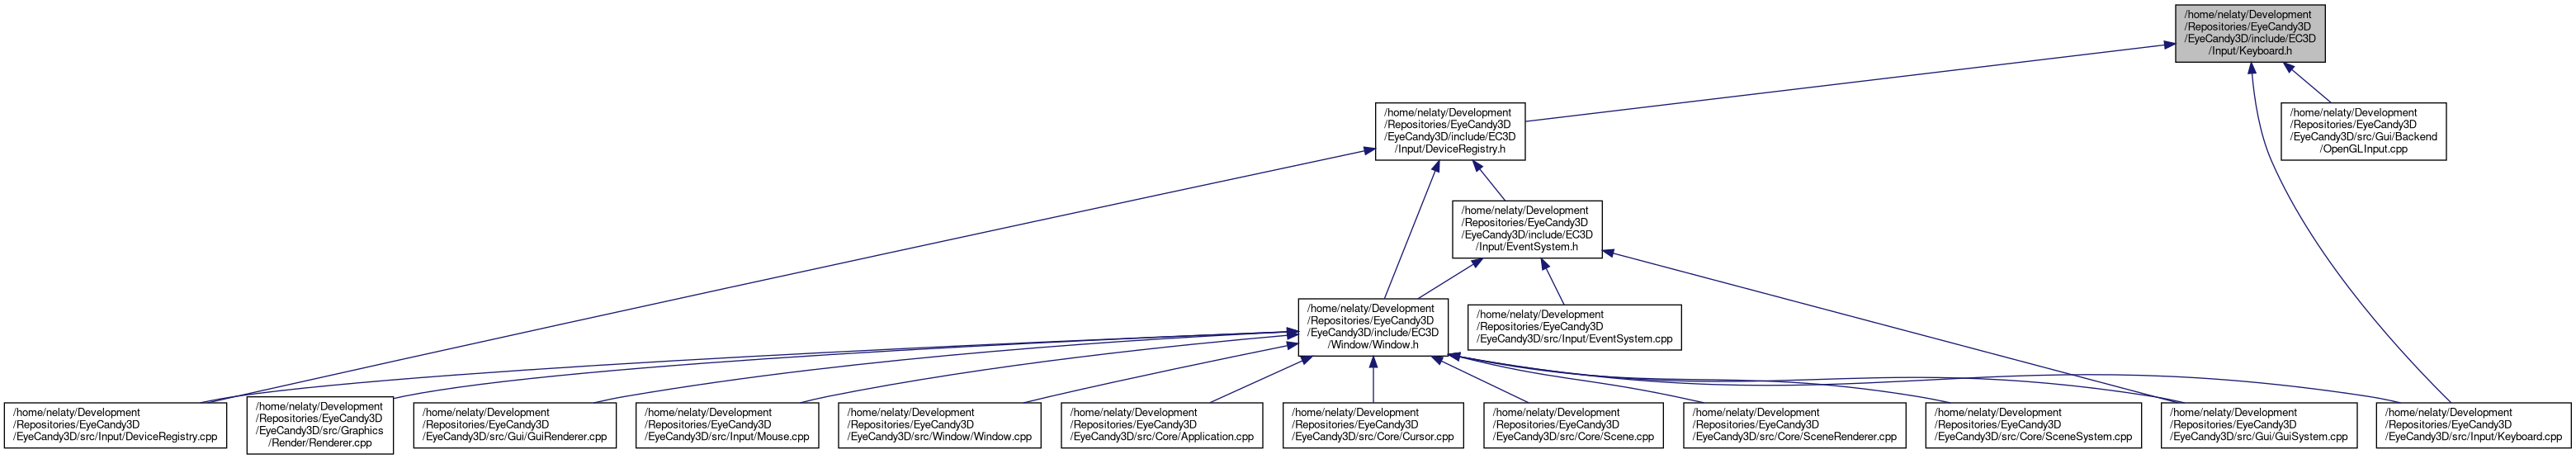 /home/nelaty/Development
/Repositories/EyeCandy3D
/EyeCandy3D/include/EC3D
/Input/Keyboard.h
/home/nelaty/Development
/Repositories/EyeCandy3D
/EyeCandy3D/include/EC3D
/Input/DeviceRegistry.h
/home/nelaty/Development
/Repositories/EyeCandy3D
/EyeCandy3D/src/Gui/Backend
/OpenGLInput.cpp
/home/nelaty/Development
/Repositories/EyeCandy3D
/EyeCandy3D/include/EC3D
/Input/EventSystem.h
/home/nelaty/Development
/Repositories/EyeCandy3D
/EyeCandy3D/include/EC3D
/Window/Window.h
/home/nelaty/Development
/Repositories/EyeCandy3D
/EyeCandy3D/src/Input/EventSystem.cpp
/home/nelaty/Development
/Repositories/EyeCandy3D
/EyeCandy3D/src/Input/DeviceRegistry.cpp
/home/nelaty/Development
/Repositories/EyeCandy3D
/EyeCandy3D/src/Graphics
/Render/Renderer.cpp
/home/nelaty/Development
/Repositories/EyeCandy3D
/EyeCandy3D/src/Gui/GuiRenderer.cpp
/home/nelaty/Development
/Repositories/EyeCandy3D
/EyeCandy3D/src/Input/Mouse.cpp
/home/nelaty/Development
/Repositories/EyeCandy3D
/EyeCandy3D/src/Window/Window.cpp
/home/nelaty/Development
/Repositories/EyeCandy3D
/EyeCandy3D/src/Core/Application.cpp
/home/nelaty/Development
/Repositories/EyeCandy3D
/EyeCandy3D/src/Core/Cursor.cpp
/home/nelaty/Development
/Repositories/EyeCandy3D
/EyeCandy3D/src/Core/Scene.cpp
/home/nelaty/Development
/Repositories/EyeCandy3D
/EyeCandy3D/src/Core/SceneRenderer.cpp
/home/nelaty/Development
/Repositories/EyeCandy3D
/EyeCandy3D/src/Core/SceneSystem.cpp
/home/nelaty/Development
/Repositories/EyeCandy3D
/EyeCandy3D/src/Gui/GuiSystem.cpp
/home/nelaty/Development
/Repositories/EyeCandy3D
/EyeCandy3D/src/Input/Keyboard.cpp